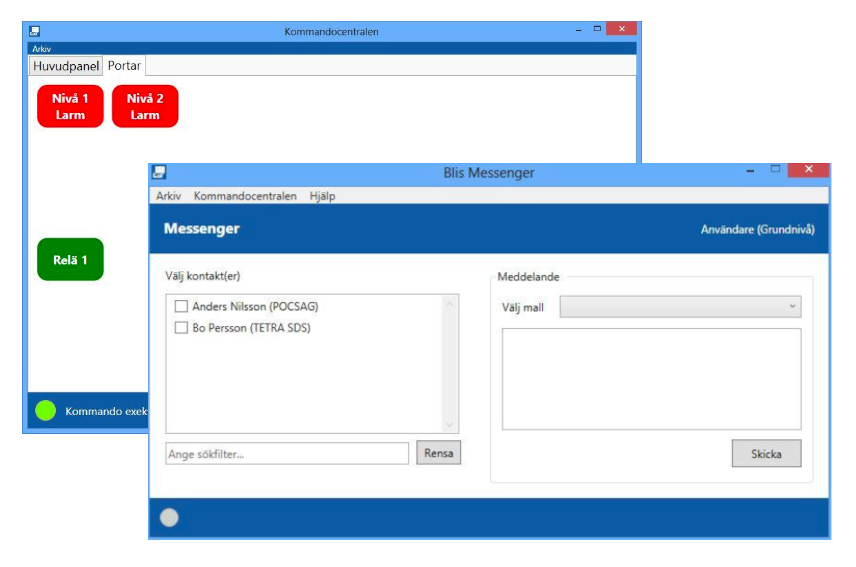 Kommandocentralen
Arkiv
Huvudpanel Portar
Nivå 1
Larm
Nivå 2
Larm
Relä 1
Kommando exek
Blis Messenger
Arkiv Kommandocentralen Hjälp
Messenger
Användare (Grundnivå)
Välj kontakt(er)
Anders Nilsson (POCSAG)
Bo Persson (TETRA SDS)
Ange sökfilter...
Rensa
Meddelande
Välj mall
Skicka